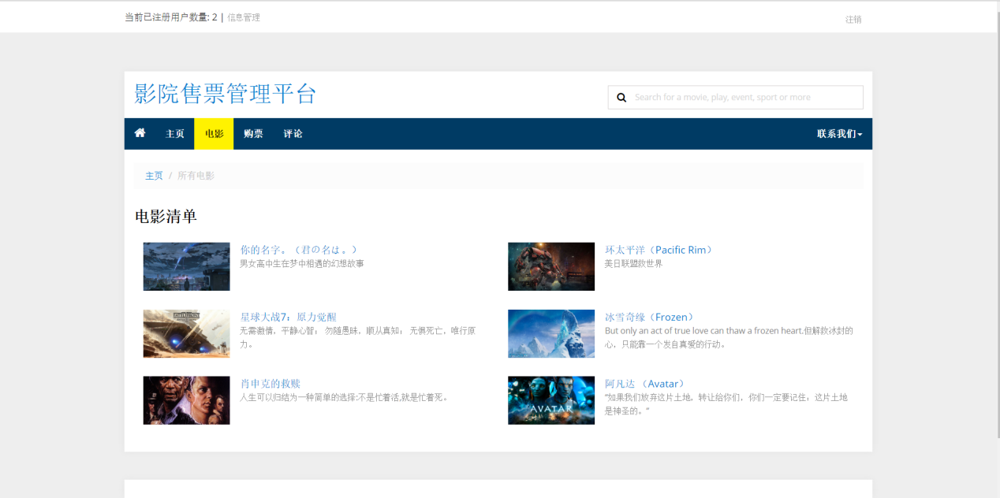 当前已注册用户数量: 2 | 信息管理
注销
影院售票管理平台
Search for a movie, play, event, sport or more
主页 电影 购票 评论 联系我们
主页 / 所有电影
电影清单
你的名字。（君の名は。）
男女高中生在梦中相遇的幻想故事
环太平洋（Pacific Rim）
美日联盟救世界
星球大战7：原力觉醒
无需激情，平静心智； 勿随愚昧，顺从真知； 无惧死亡，唯行原
力。
冰雪奇缘（Frozen）
But only an act of true love can thaw a frozen heart.但解救冰封的
心，只能靠一个发自真爱的行动。
肖申克的救赎
人生可以归结为一种简单的选择:不是忙着活,就是忙着死。
阿凡达 （Avatar）
“如果我们放弃这片土地，转让给你们，你们一定要记住：这片土地
是神圣的。”
AVATAR